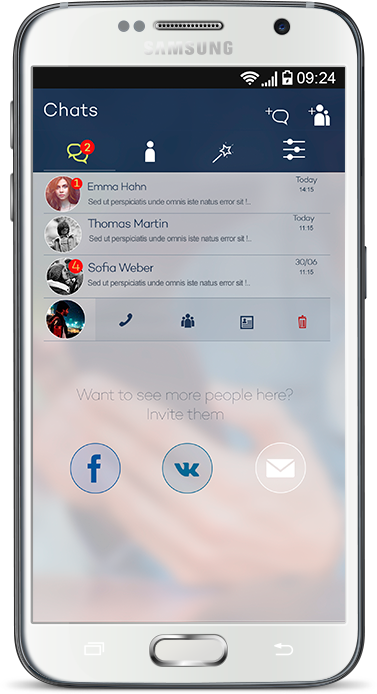 SAMSUNG
09:24
Chats
2
1
Emma Hahn
Today
Sed ut perspiciatis unde omnis iste natus error sit !..
14:15
Thomas Martin
Today
Sed ut perspiciatis unde omnis iste natus error sit !..
11:15
4
Sofia Weber
30/06
Sed ut perspiciatis unde omnis iste natus error sit !..
11:15
Want to see more people here?
Invite them